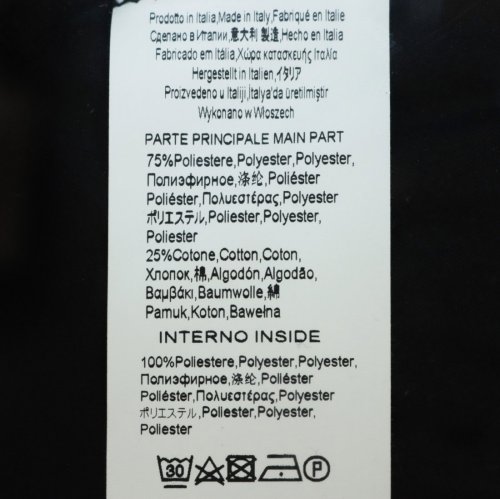 Prodotto in Italia,Made in Italy,Fabriqué en Italie
Сделано в Италии,意大利製造,Hecho en Italia
Fabricado em Itália,Χώρα κατασκευής Ιταλία
Hergestellt in Italien,イタリア
Proizvedeno u Italiji,Italya'da üretilmiştir
Wykonano w Włoszech
PARTE PRINCIPALE MAIN PART
75%Poliestere,Polyester,Polyester,
Полиэфирное,涤纶,Poliéster
Poliéster,Πολυεστέρας,Polyester
ポリエステル,Poliester,Polyester,
Poliester
25%Cotone,Cotton,Coton,
Хлопок,棉,Algodón,Algodão,
Βαμβάκι,Baumwolle,綿
Pamuk,Koton,Bawełna
INTERNO INSIDE
100%Poliestere,Polyester,Polyester,
Полиэфирное,涤纶,Poliéster
Poliéster,Πολυεστέρας,Polyester
ポリエステル,Poliester,Polyester,
Poliester
30 P